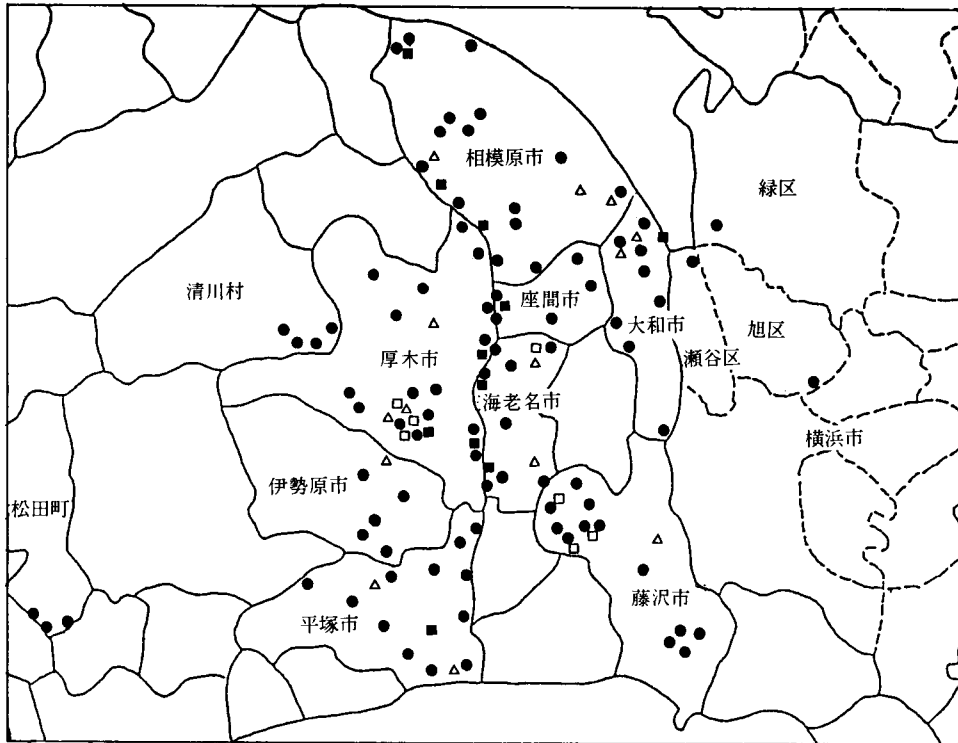 相模原市
緑区
清川村
座間市
大和市
旭区
瀬谷区
厚木市
海老名市
横浜市
伊勢原市
松田町
藤沢市
平塚市